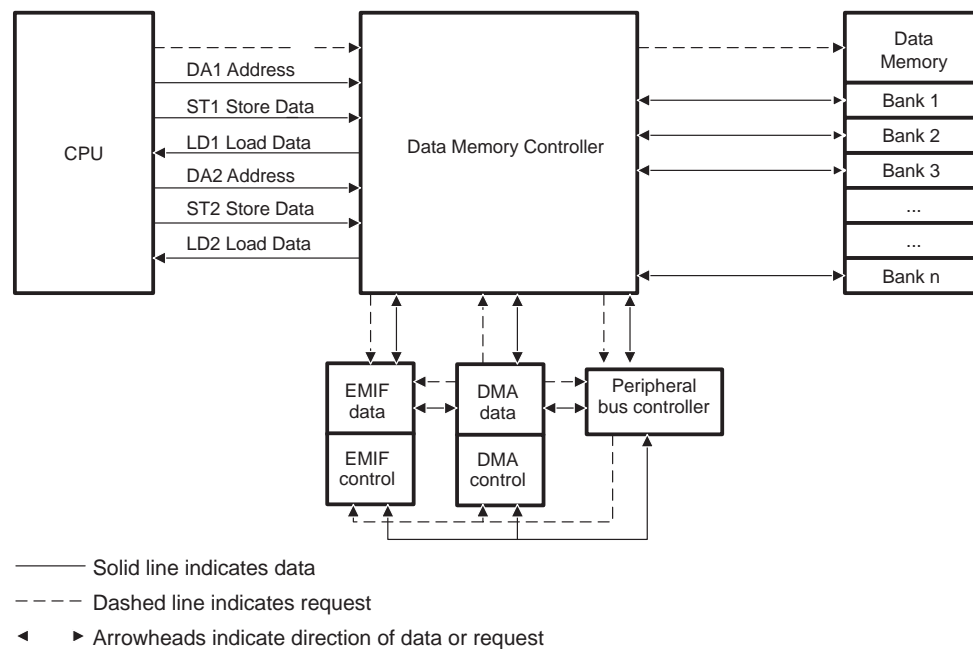 CPU
DA1 Address
ST1 Store Data
LD1 Load Data
DA2 Address
ST2 Store Data
LD2 Load Data
Data Memory Controller
Data
Memory
Bank 1
Bank 2
Bank 3
...
...
Bank n
EMIF
data
EMIF
control
DMA
data
DMA
control
Peripheral
bus controller
Solid line indicates data
Dashed line indicates request
Arrowheads indicate direction of data or request